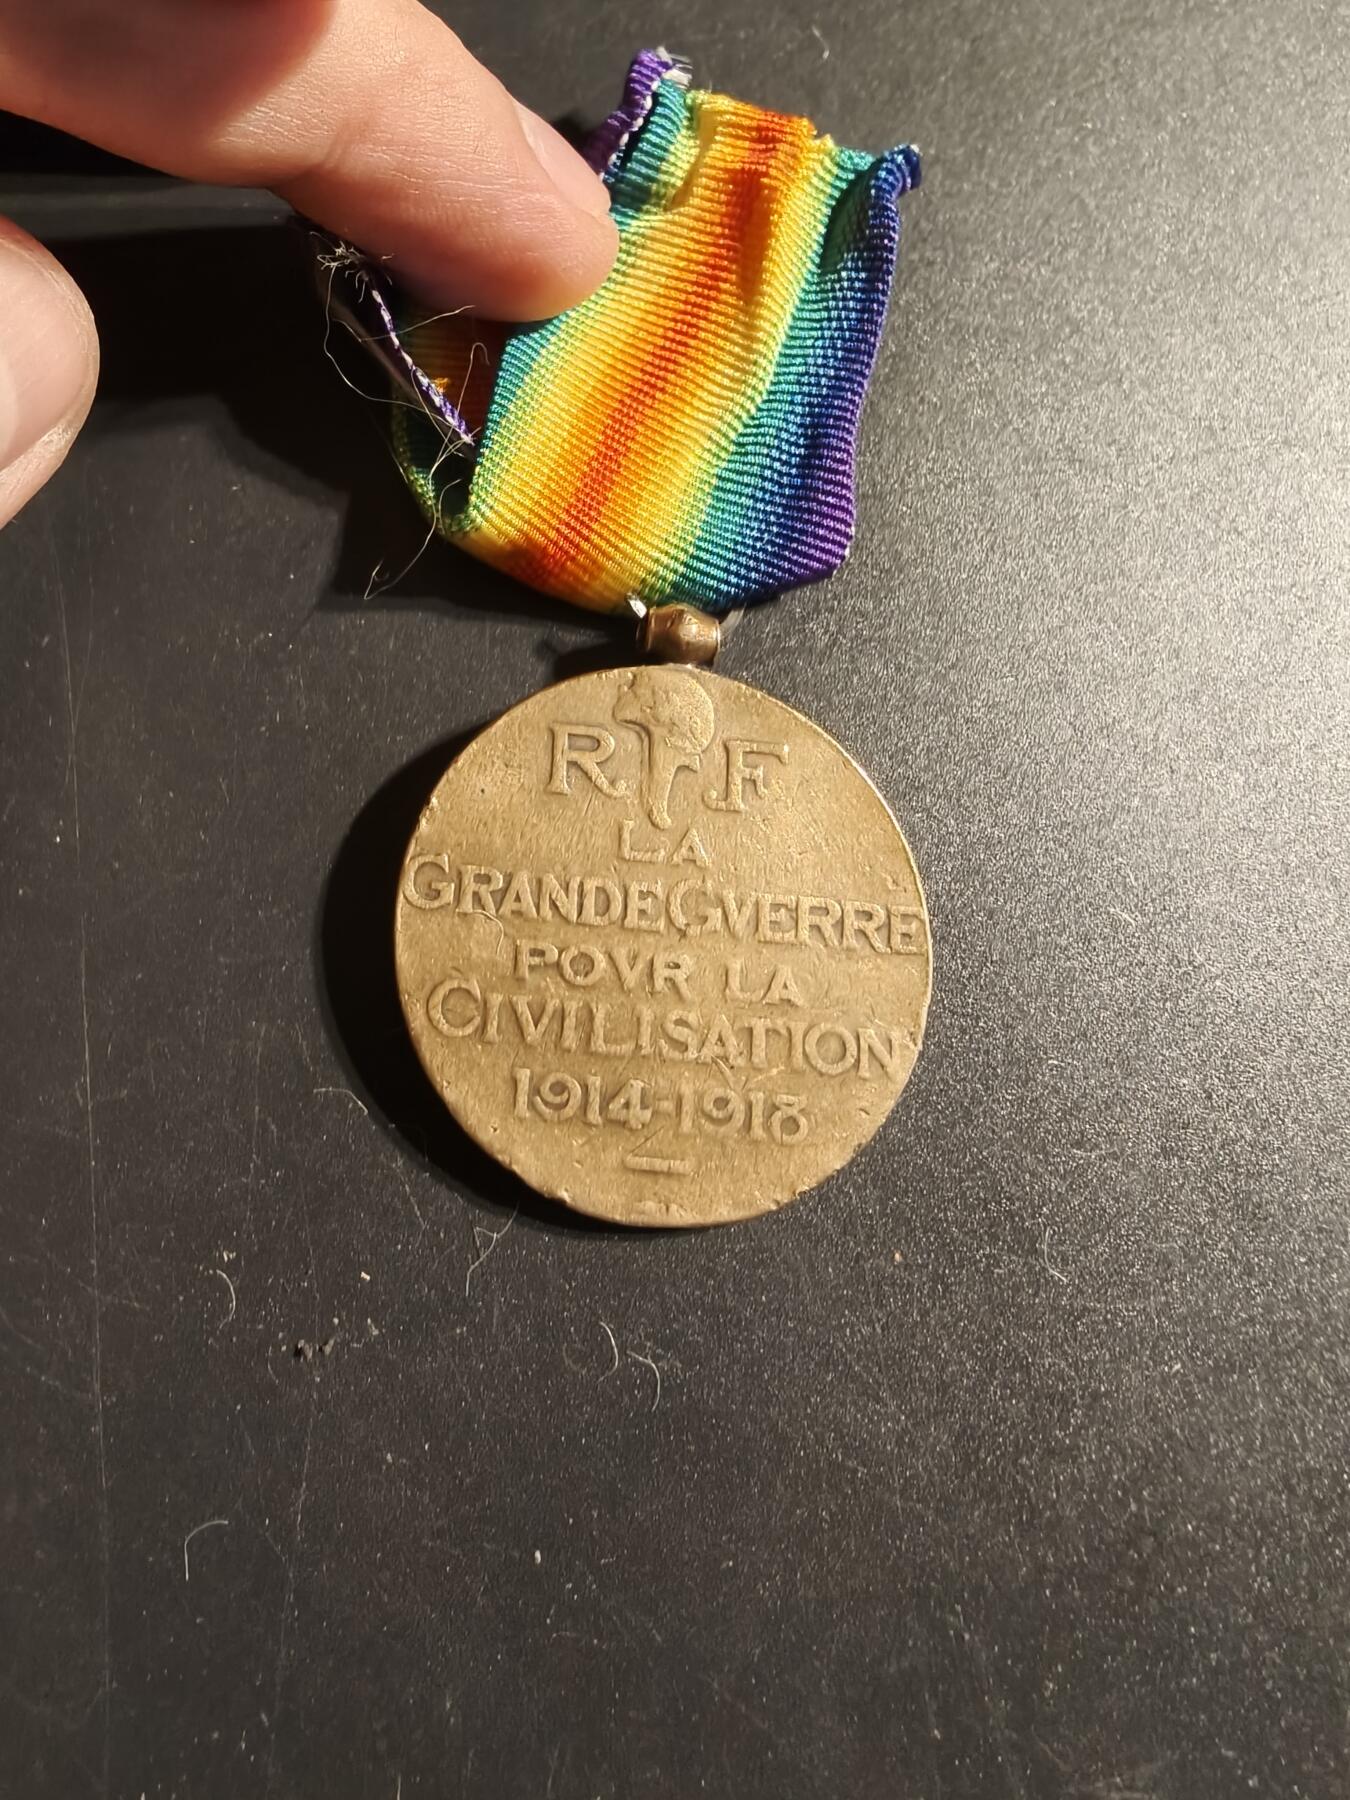 R F
LA
GRANDE GVERRE
POVR LA
CIVILISATION
1914-1918